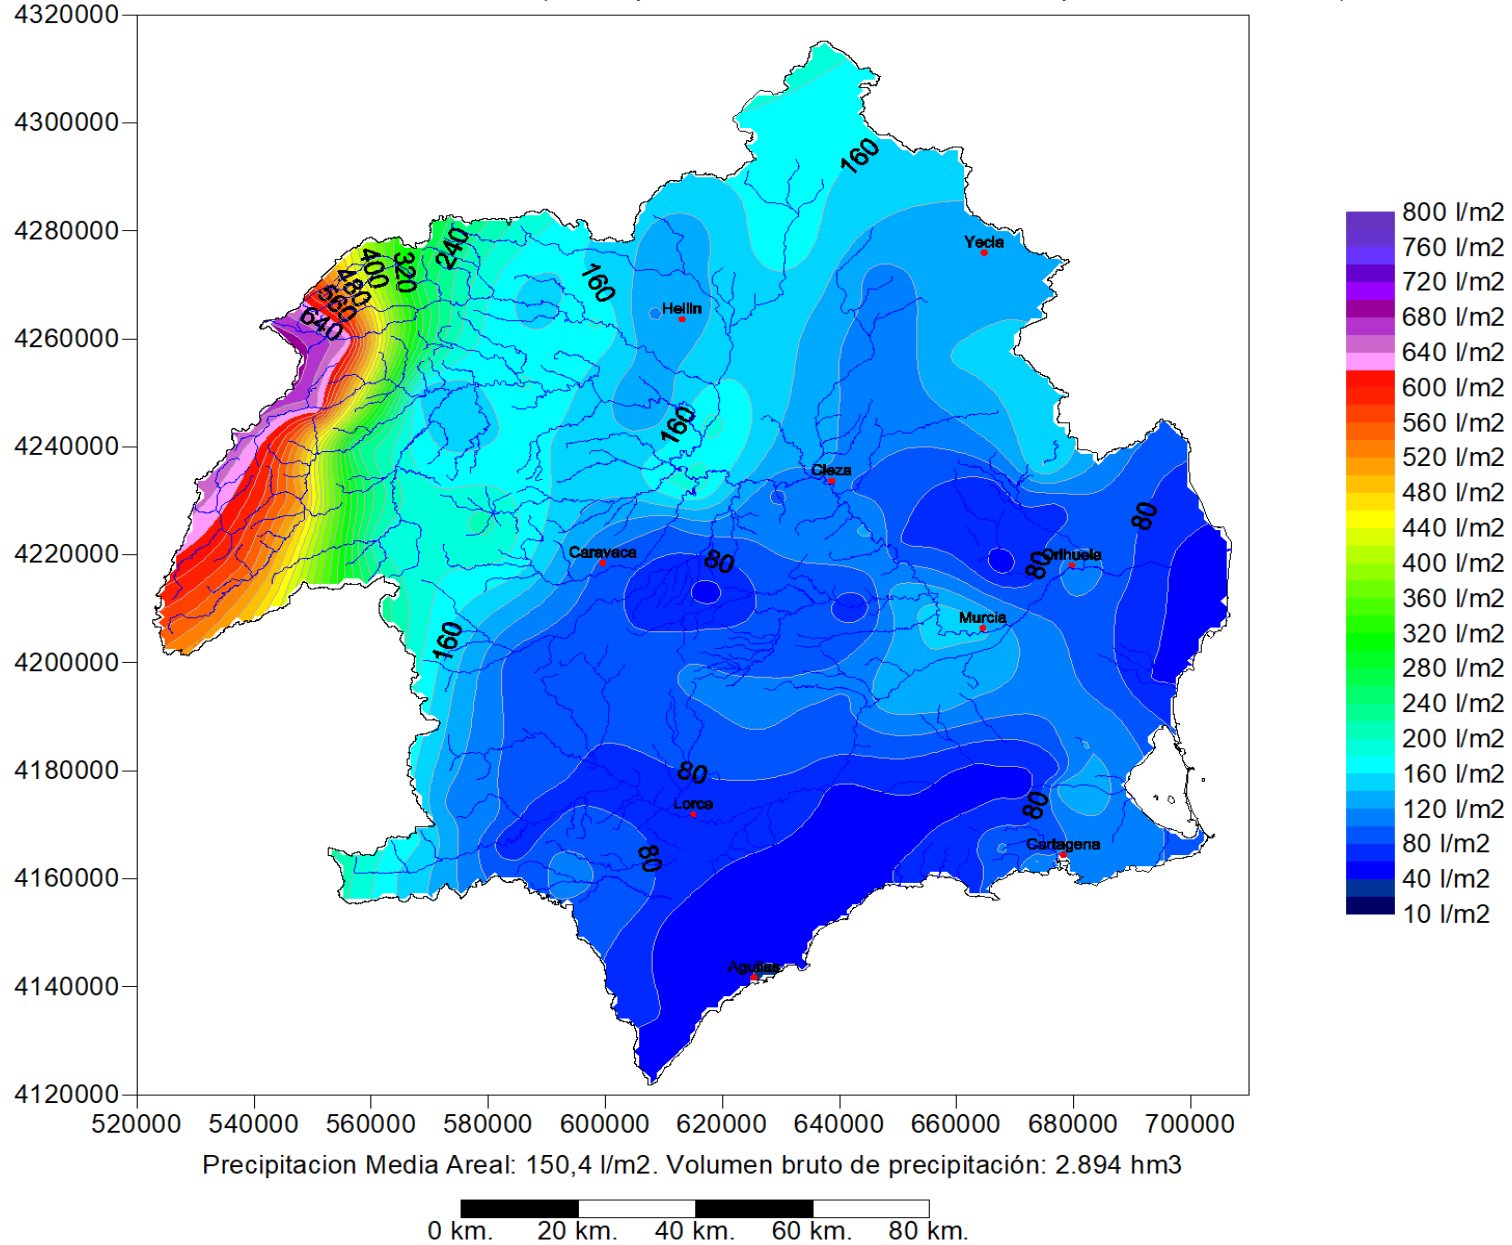 4320000
4300000
4280000
4260000
4240000
4220000
4200000
4180000
4160000
4140000
4120000
520000 540000 560000 580000 600000 620000 640000 660000 680000 700000
160
Yecla
240
320
400
480
560
640
160
Hellin
160
Cieza
80
Caravaca
80
80
Orihuela
Murcia
160
80
Lorca
80
80
Cartagena
Aguilas
800 l/m2
760 l/m2
720 l/m2
680 l/m2
640 l/m2
600 l/m2
560 l/m2
520 l/m2
480 l/m2
440 l/m2
400 l/m2
360 l/m2
320 l/m2
280 l/m2
240 l/m2
200 l/m2
160 l/m2
120 l/m2
80 l/m2
40 l/m2
10 l/m2
Precipitacion Media Areal: 150,4 l/m2. Volumen bruto de precipitación: 2.894 hm3
0 km. 20 km. 40 km. 60 km. 80 km.